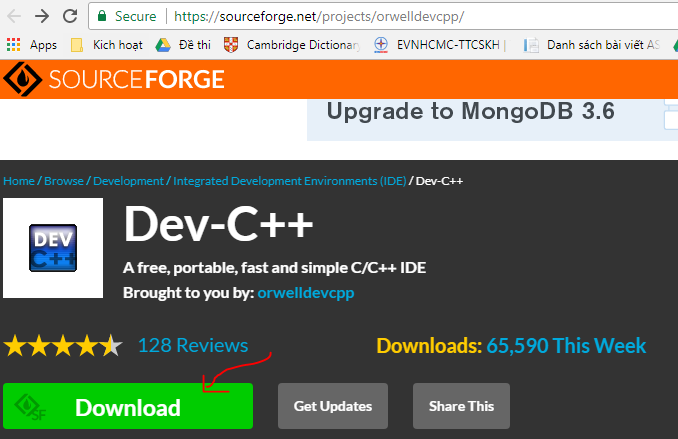 Secure | https://sourceforge.net/projects/orwelldevcpp/
Apps Kích hoạt Đề thi Cambridge Dictionary EVNHCMC-TTCSKH | Danh sách bài viết AS
SOURCEFORGE
Upgrade to MongoDB 3.6
Home / Browse / Development / Integrated Development Environments (IDE) / Dev-C++
DEV
C++
Dev-C++
A free, portable, fast and simple C/C++ IDE
Brought to you by: orwelldevcpp
128 Reviews Downloads: 65,590 This Week
SF Download Get Updates Share This